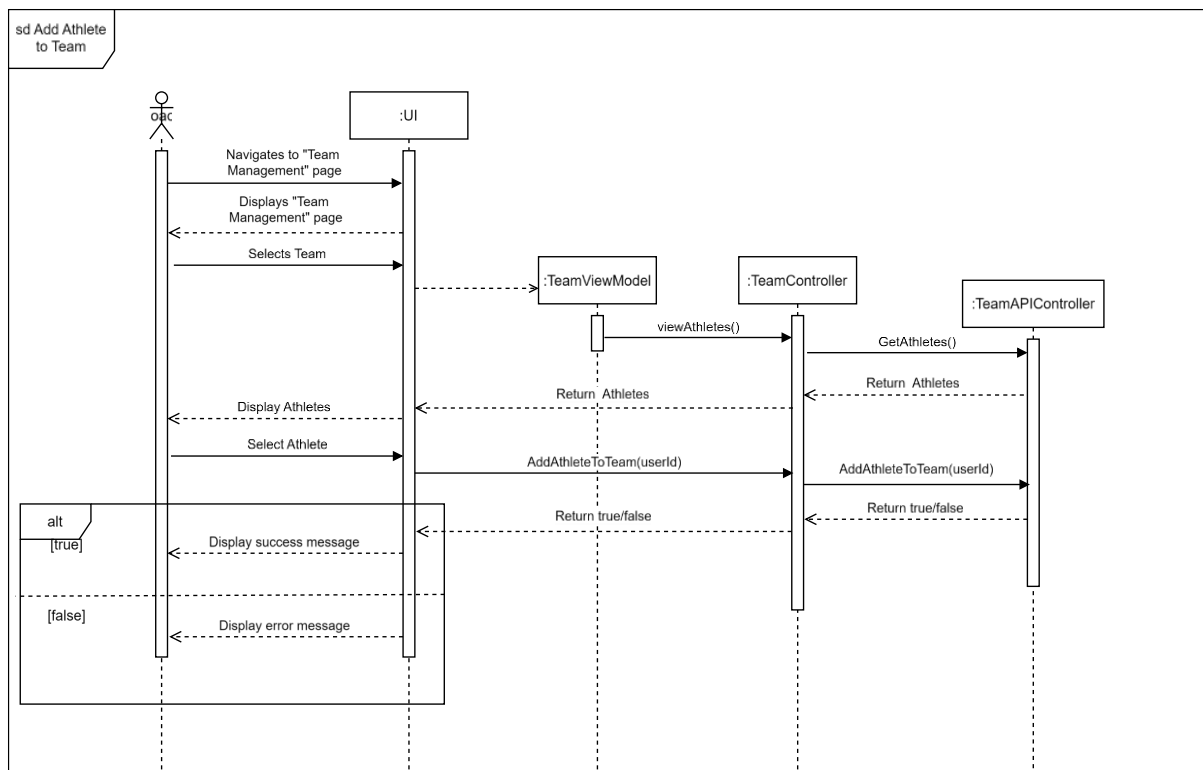 sd Add Athlete
to Team
:UI
Navigates to "Team
Management" page
Displays "Team
Management" page
Selects Team
:TeamViewModel
:TeamController
:TeamAPIController
viewAthletes()
GetAthletes()
Return Athletes
Return Athletes
Display Athletes
Select Athlete
AddAthleteToTeam(userId)
AddAthleteToTeam(userId)
Return true/false
Return true/false
alt
[true]
Display success message
[false]
Display error message